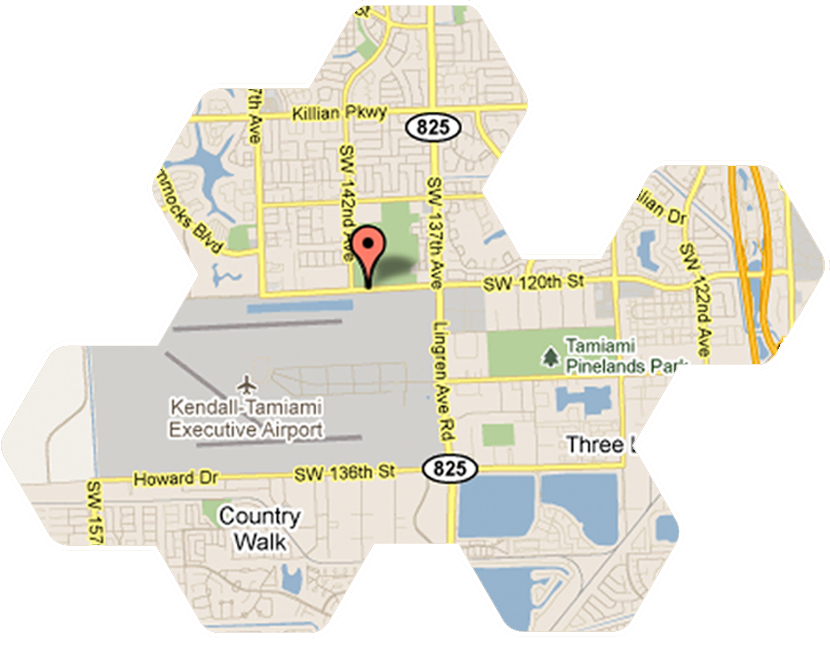 St
7th Ave
Killian Pkwy
825
SW 142nd Ave
SW 137th Ave
mmocks Blvd
lian Dr
SW 122nd Ave
SW 120th St
Lingren Ave Rd
Tamiami
Pinelands Park
Kendall-Tamiami
Executive Airport
Three L
Howard Dr
SW 136th St
825
SW 157
Country
Walk